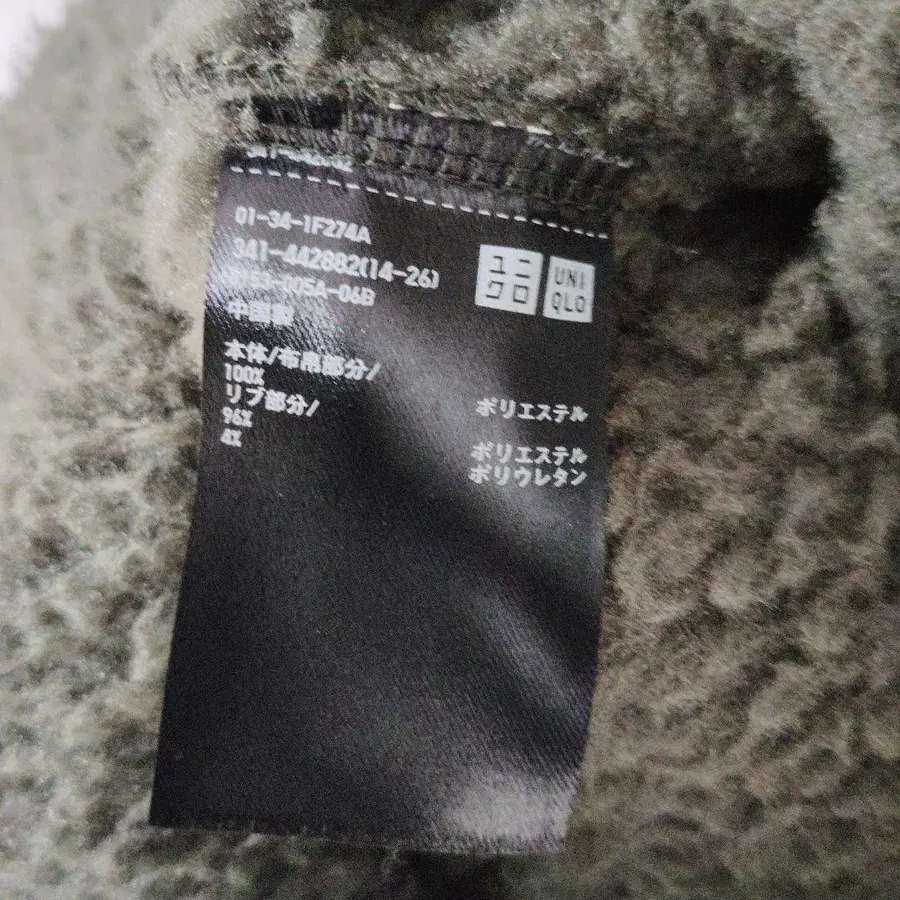 01-34-1F274A
341-442882(14-26)
005A-06B
ユニ
クロ
UNI
QLO
中国製
本体/布帛部分/
100% ポリエステル
リブ部分/
96% ポリエステル
4% ポリウレタン